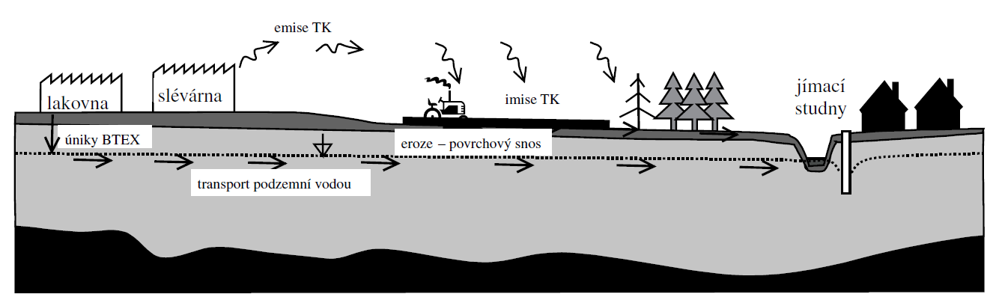 emise TK
lakovna
slévárna
imise TK
jímací
studny
úniky BTEX
eroze – povrchový snos
transport podzemní vodou